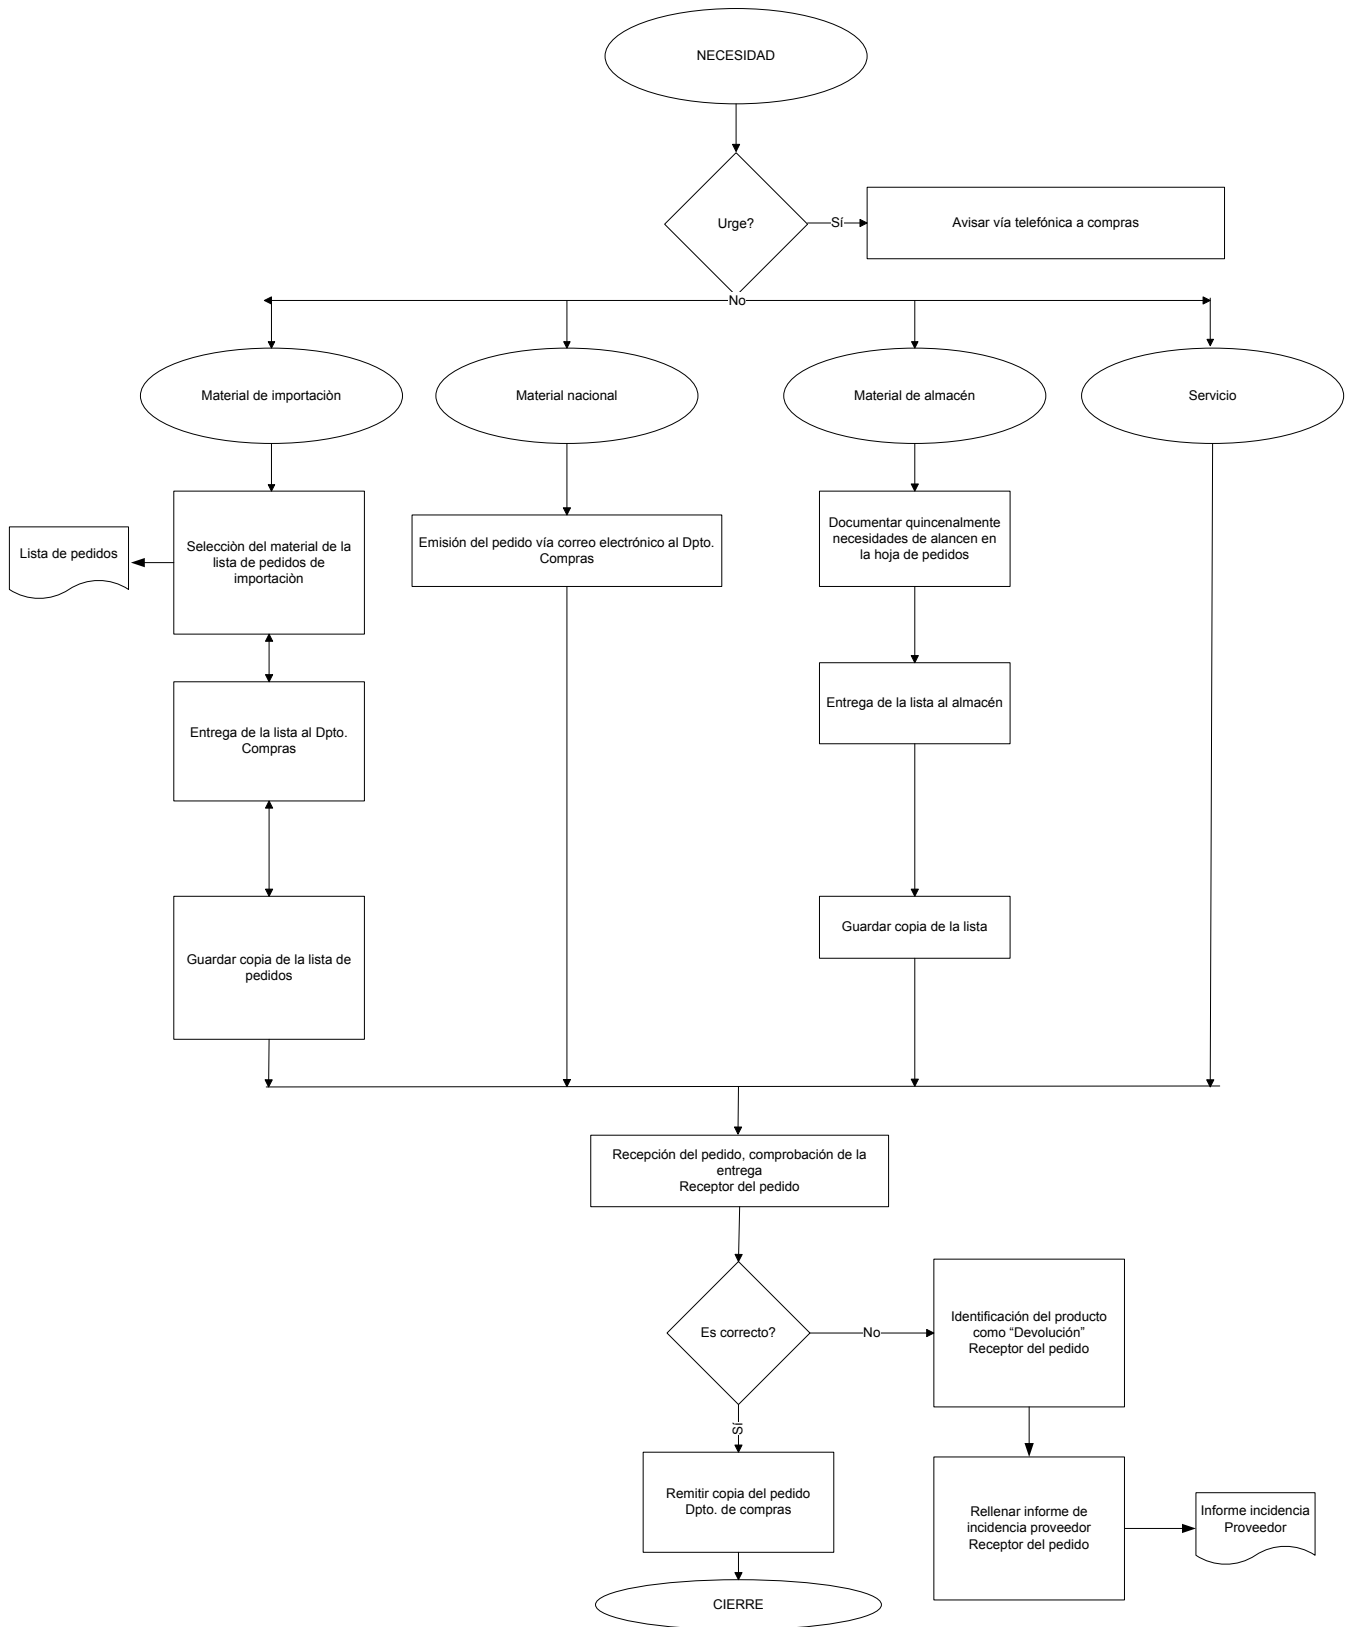 NECESIDAD
Urge?
Sí
Avisar vía telefónica a compras
No
Material de importaciòn
Material nacional
Material de almacén
Servicio
Lista de pedidos
Selecciòn del material de la
lista de pedidos de
importaciòn
Emisión del pedido vía correo electrónico al Dpto.
Compras
Documentar quincenalmente
necesidades de alancen en
la hoja de pedidos
Entrega de la lista al Dpto.
Compras
Entrega de la lista al almacén
Guardar copia de la lista de
pedidos
Guardar copia de la lista
Recepción del pedido, comprobación de la
entrega
Receptor del pedido
Es correcto?
No
Identificación del producto
como “Devolución”
Receptor del pedido
Sí
Remitir copia del pedido
Dpto. de compras
Rellenar informe de
incidencia proveedor
Receptor del pedido
Informe incidencia
Proveedor
CIERRE